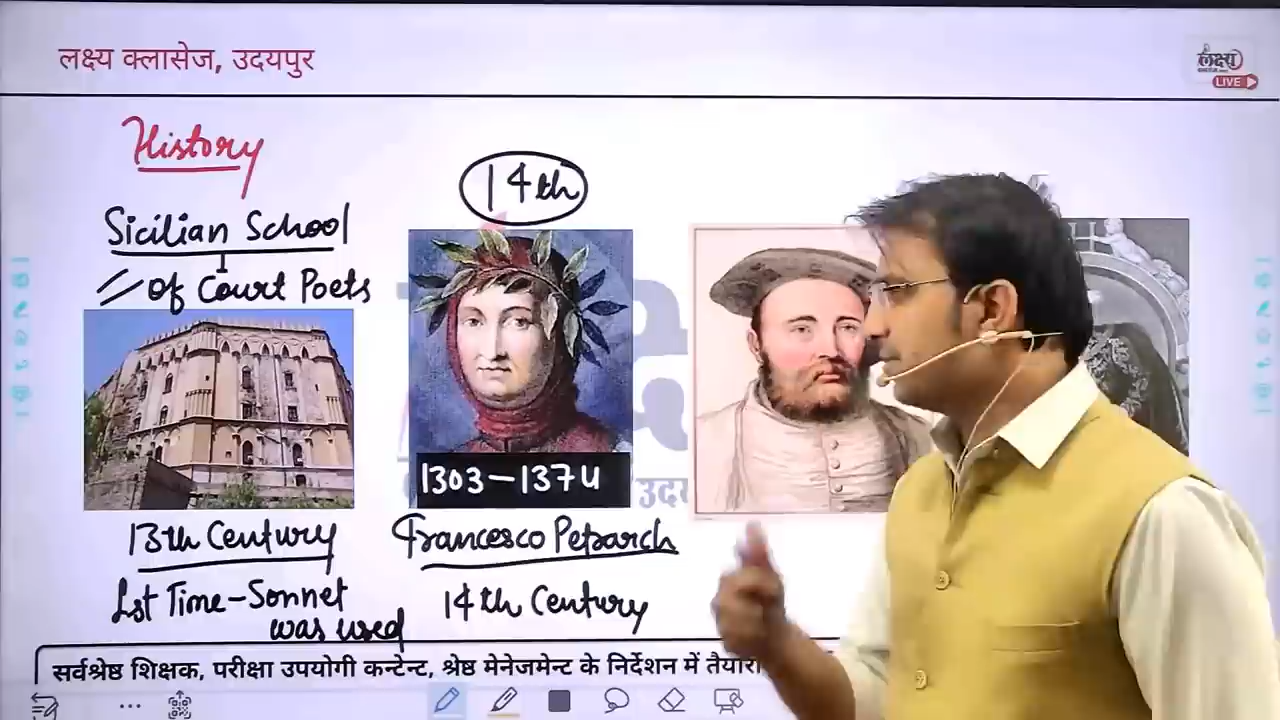 लक्ष्य क्लासेज, उदयपुर
लक्ष्य
LIVE
History
14th
Sicilian School
of Court Poets
1303-1374
13th Century
Francesco Petrarch
1st Time-Sonnet
was used
14th Century
सर्वश्रेष्ठ शिक्षक, परीक्षा उपयोगी कन्टेन्ट, श्रेष्ठ मेनेजमेन्ट के निर्देशन में तैयारी